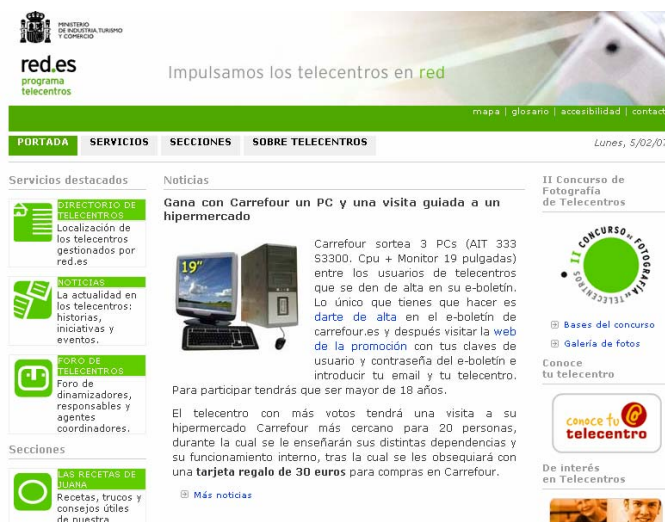 MINISTERIO
DE INDUSTRIA, TURISMO
Y COMERCIO
red.es
programa
telecentros
Impulsamos los telecentros en red
mapa | glosario | accesibilidad | contact
PORTADA SERVICIOS SECCIONES SOBRE TELECENTROS
Lunes, 5/02/07
Servicios destacados
DIRECTORIO DE
TELECENTROS
Localización de
los telecentros
gestionados por
red.es
NOTICIAS
La actualidad en
los telecentros:
historias,
iniciativas y
eventos.
FORO DE
TELECENTROS
Foro de
dinamizadores,
responsables y
agentes
coordinadores.
Secciones
LAS RECETAS DE
JUANA
Recetas, trucos y
consejos útiles
de nuestra
Noticias
Gana con Carrefour un PC y una visita guiada a un
hipermercado
19"
Carrefour sortea 3 PCs (AIT 333
S3300. Cpu + Monitor 19 pulgadas)
entre los usuarios de telecentros
que se den de alta en su e-boletín.
Lo único que tienes que hacer es
darte de alta en el e-boletín de
carrefour.es y después visitar la web
de la promoción con tus claves de
usuario y contraseña del e-boletín e
introducir tu email y tu telecentro.
Para participar tendrás que ser mayor de 18 años.
El telecentro con más votos tendrá una visita a su
hipermercado Carrefour más cercano para 20 personas,
durante la cual se le enseñarán sus distintas dependencias y
su funcionamiento interno, tras la cual se les obsequiará con
una tarjeta regalo de 30 euros para compras en Carrefour.
Más noticias
II Concurso de
Fotografía
de Telecentros
II CONCURSO DE FOTOGRAFÍA DE TELECENTROS
Bases del concurso
Galería de fotos
Conoce
tu telecentro
conoce tu
telecentro
De interés
en Telecentros